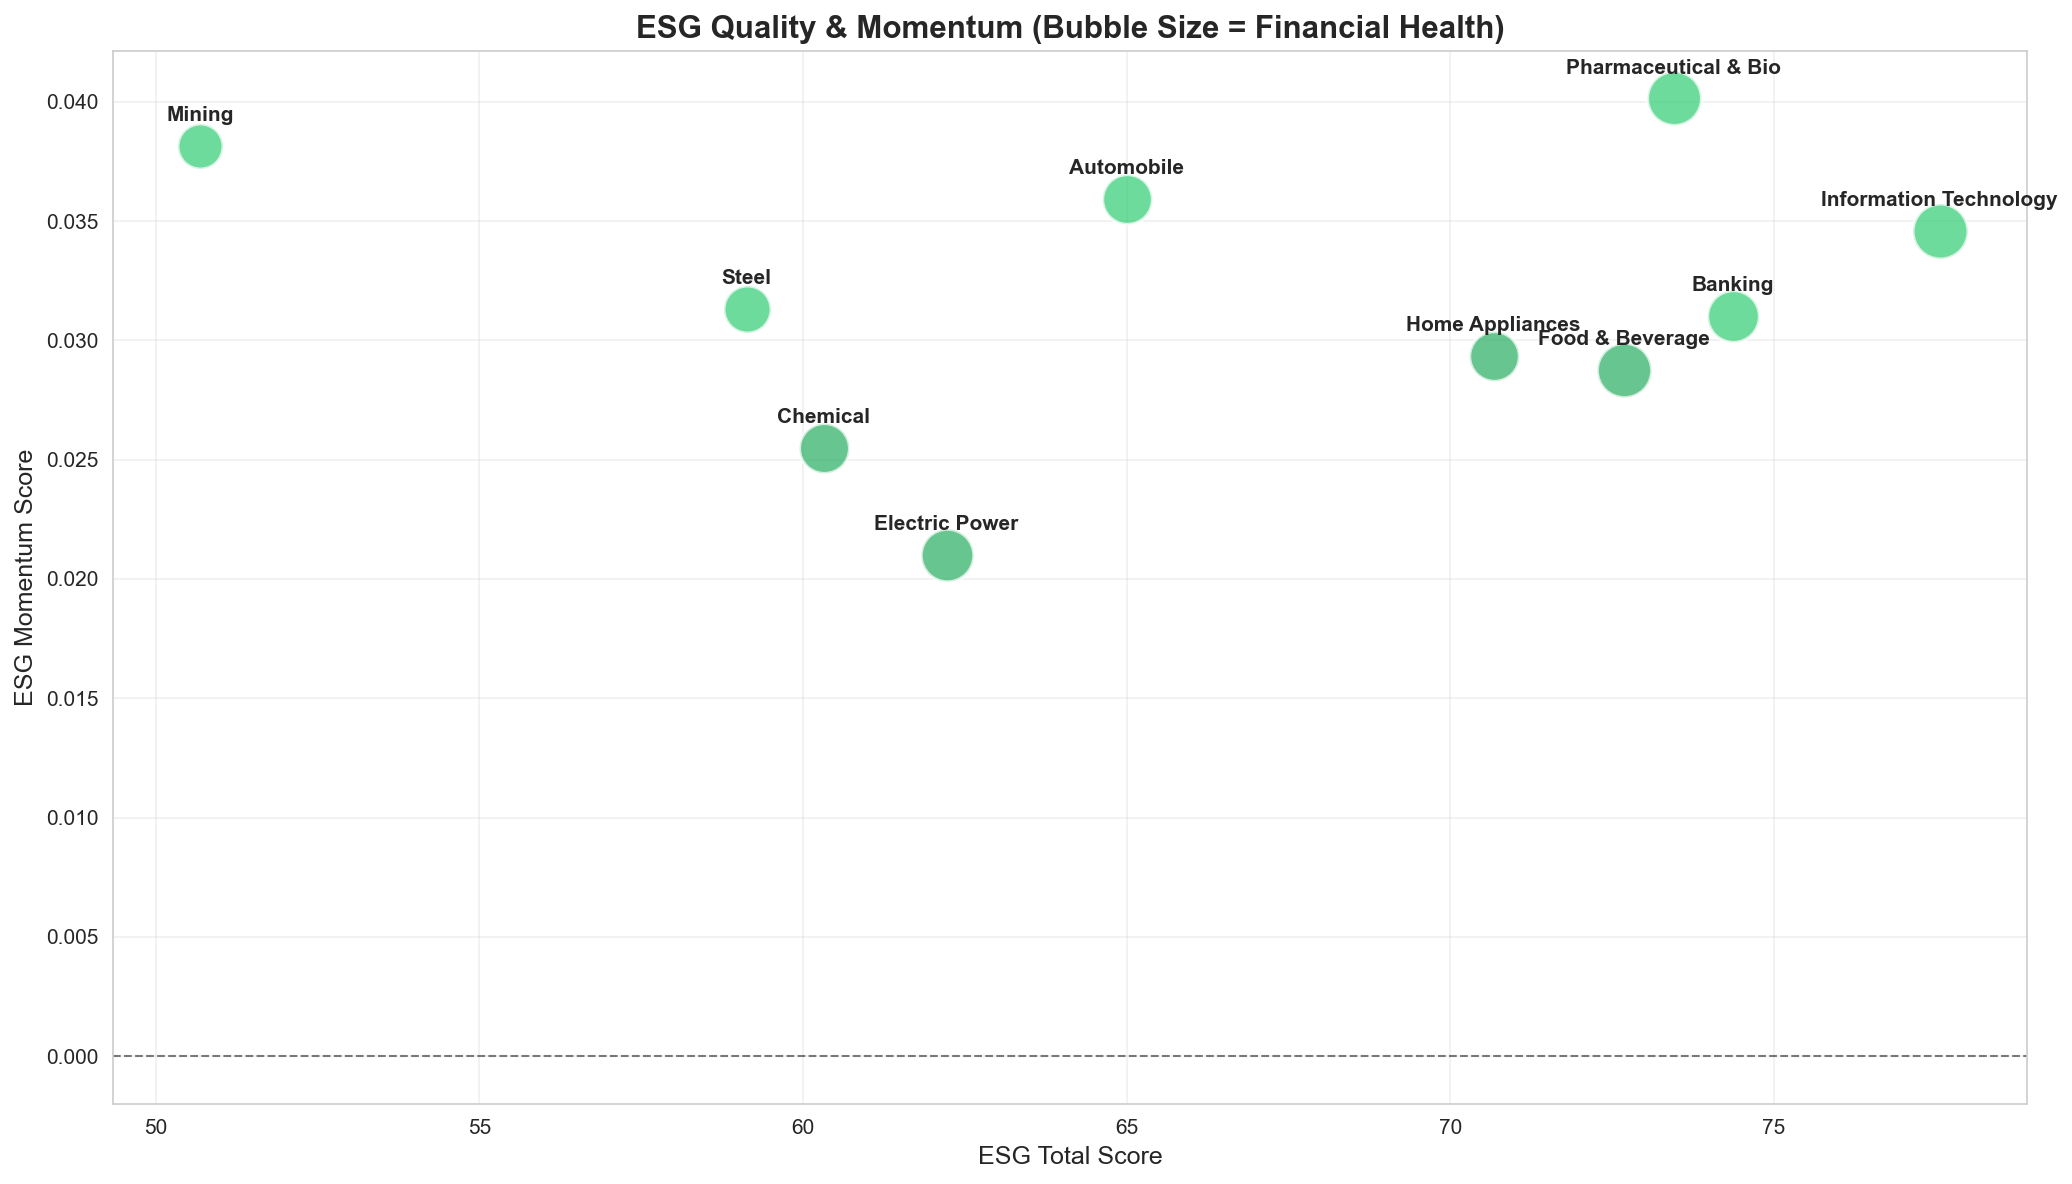 ESG Quality & Momentum (Bubble Size = Financial Health)
Pharmaceutical & Bio
Mining
Automobile
Information Technology
Steel
Banking
Home Appliances
Food & Beverage
Chemical
Electric Power
ESG Momentum Score
0.040
0.035
0.030
0.025
0.020
0.015
0.010
0.005
0.000
50 55 60 65 70 75
ESG Total Score